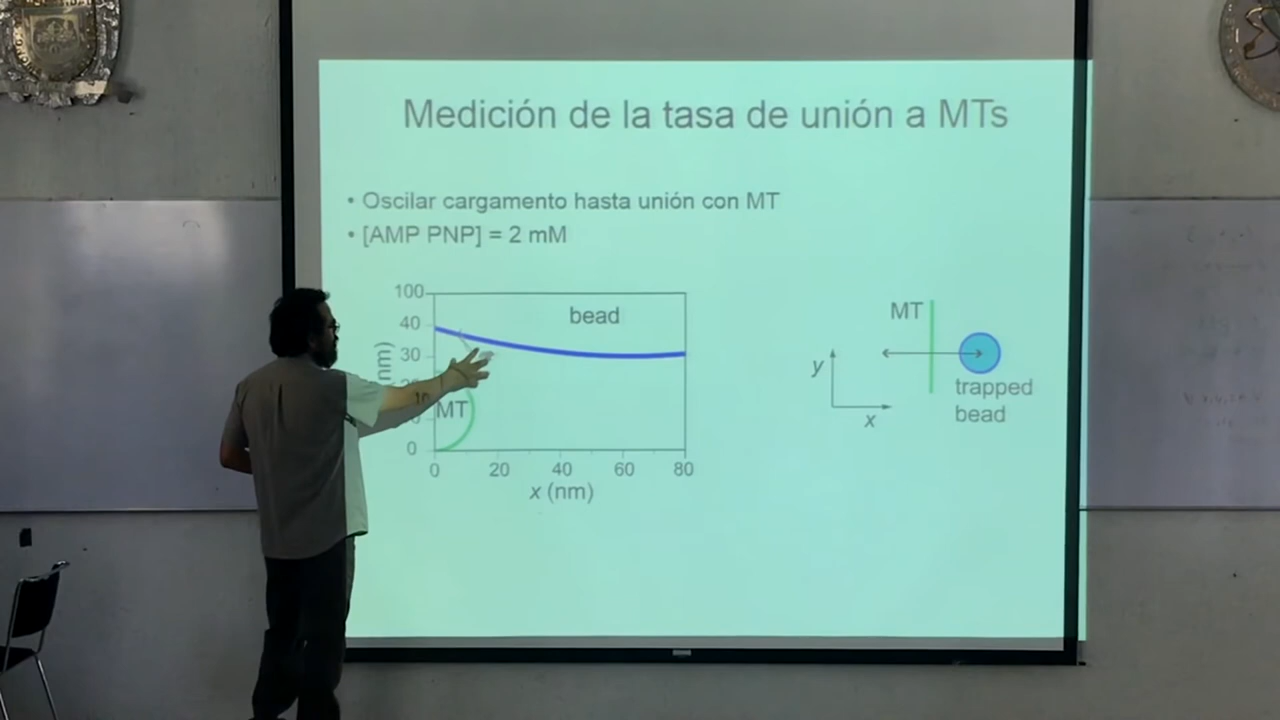 Medición de la tasa de unión a MTs
• Oscilar cargamento hasta unión con MT
• [AMP PNP] = 2 mM
100
40
30
0
nm)
bead
MT
0 20 40 60 80
x (nm)
MT
y
x
trapped
bead